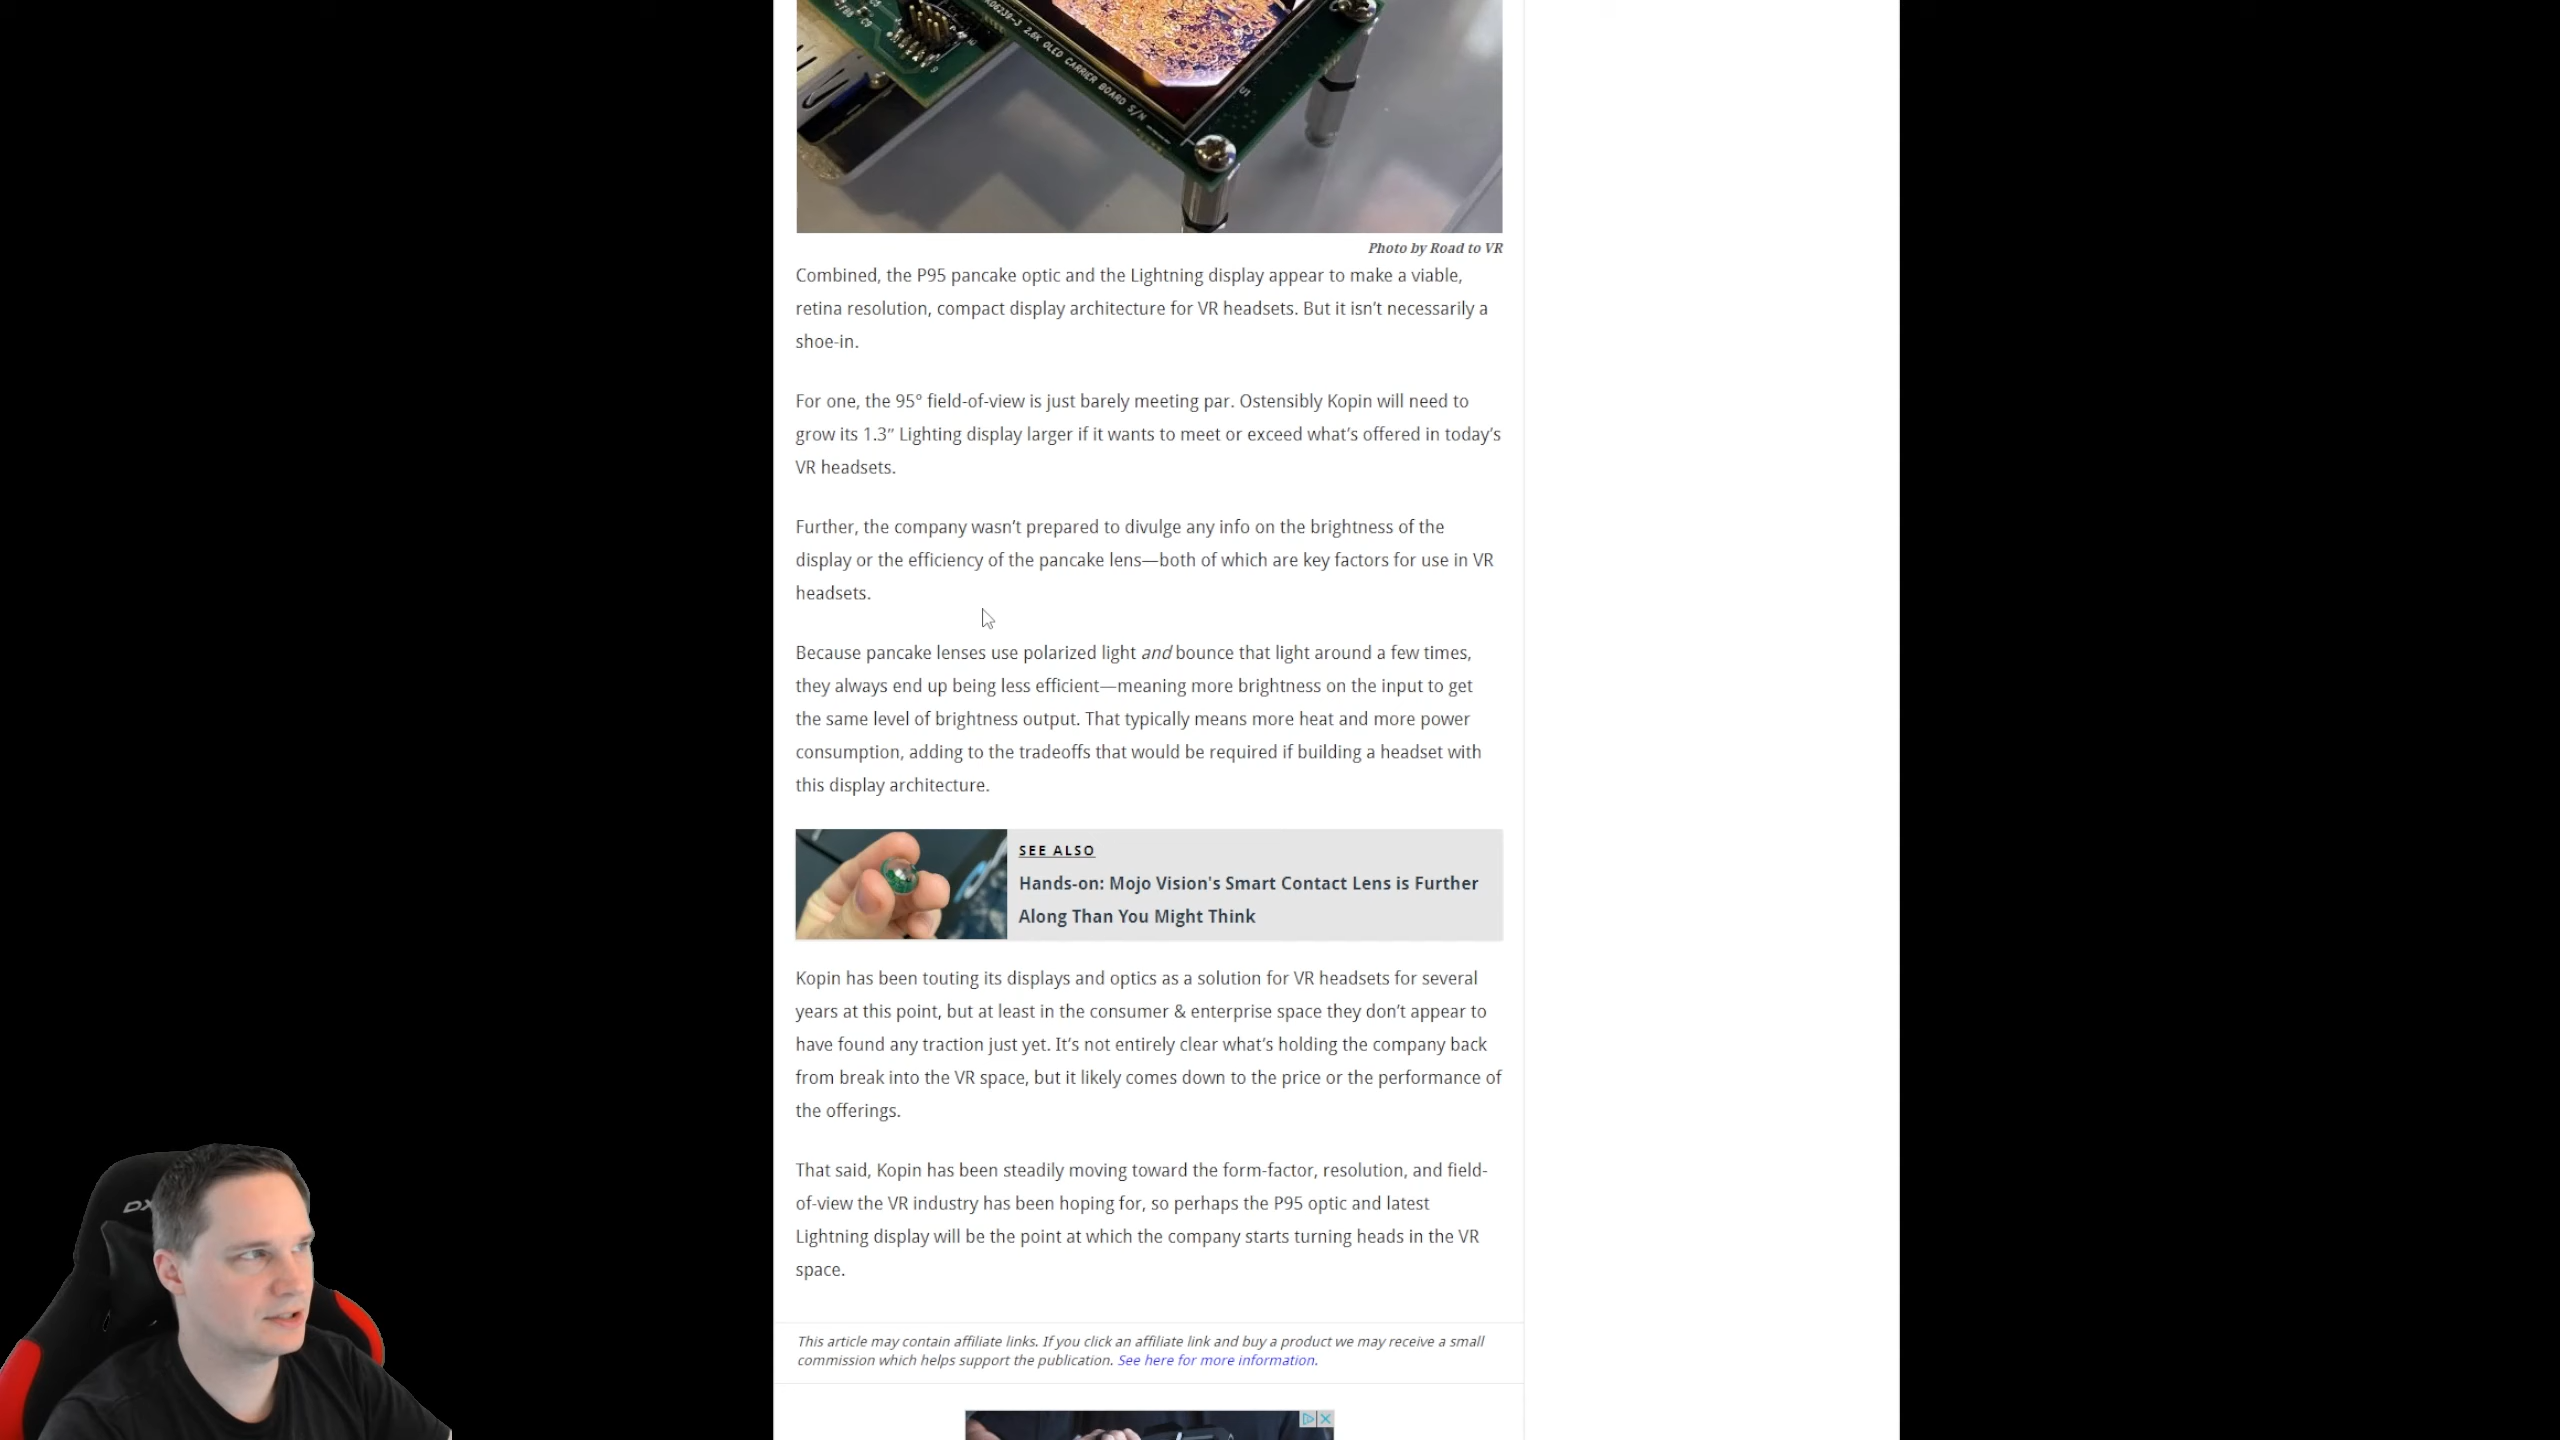 K06239-3 2.6K OLED CARRIER BOARD S/N
U1
Photo by Road to VR
Combined, the P95 pancake optic and the Lightning display appear to make a viable,
retina resolution, compact display architecture for VR headsets. But it isn’t necessarily a
shoe-in.
For one, the 95° field-of-view is just barely meeting par. Ostensibly Kopin will need to
grow its 1.3″ Lighting display larger if it wants to meet or exceed what’s offered in today’s
VR headsets.
Further, the company wasn’t prepared to divulge any info on the brightness of the
display or the efficiency of the pancake lens—both of which are key factors for use in VR
headsets.
Because pancake lenses use polarized light and bounce that light around a few times,
they always end up being less efficient—meaning more brightness on the input to get
the same level of brightness output. That typically means more heat and more power
consumption, adding to the tradeoffs that would be required if building a headset with
this display architecture.
SEE ALSO
Hands-on: Mojo Vision's Smart Contact Lens is Further
Along Than You Might Think
Kopin has been touting its displays and optics as a solution for VR headsets for several
years at this point, but at least in the consumer & enterprise space they don’t appear to
have found any traction just yet. It’s not entirely clear what’s holding the company back
from break into the VR space, but it likely comes down to the price or the performance of
the offerings.
That said, Kopin has been steadily moving toward the form-factor, resolution, and field-
of-view the VR industry has been hoping for, so perhaps the P95 optic and latest
Lightning display will be the point at which the company starts turning heads in the VR
space.
DX
This article may contain affiliate links. If you click an affiliate link and buy a product we may receive a small
commission which helps support the publication. See here for more information.